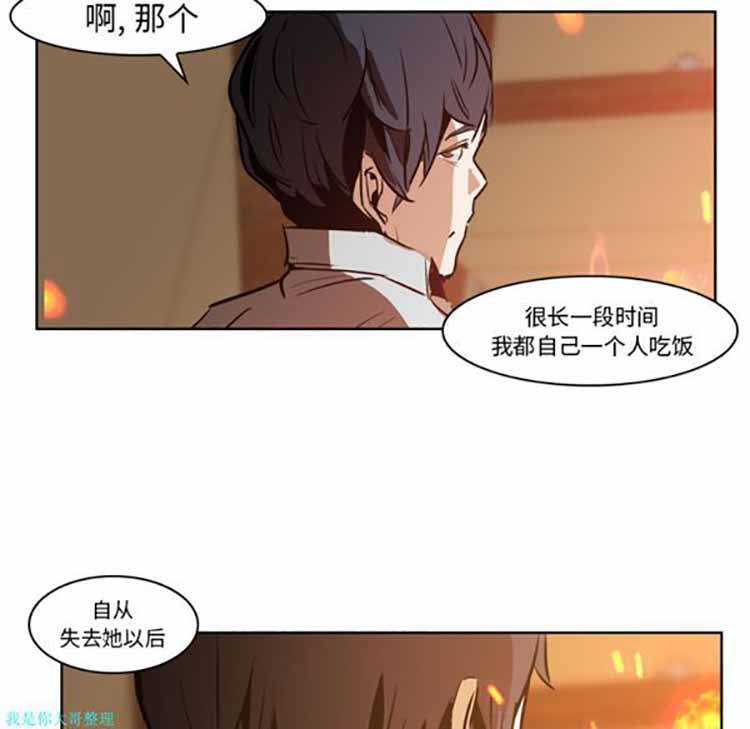 啊, 那个
很长一段时间
我都自己一个人吃饭
自从
失去她以后
我是你大哥整理